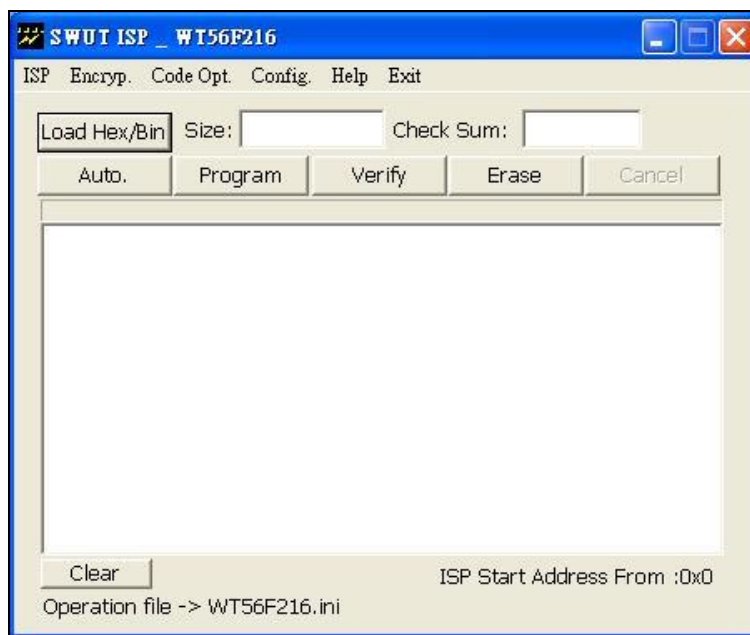 SWUT ISP _ WT56F216
ISP Encryp. Code Opt. Config. Help Exit
Load Hex/Bin Size: Check Sum:
Auto. Program Verify Erase Cancel
Clear ISP Start Address From :0x0
Operation file -> WT56F216.ini